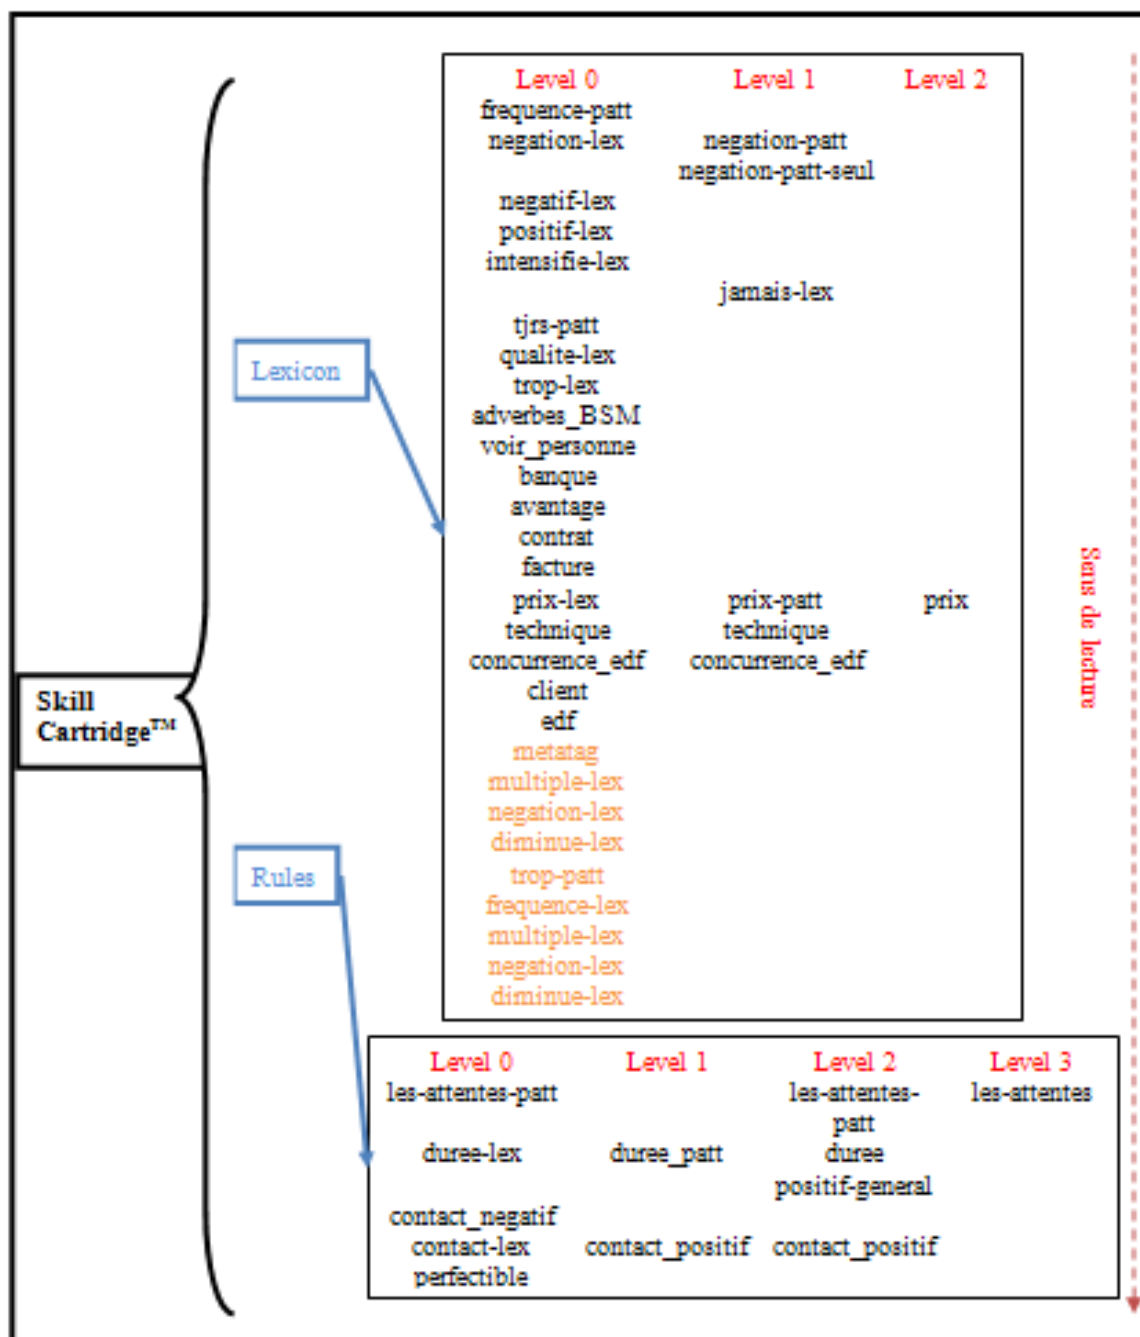 Level 0 Level 1 Level 2
frequence-patt
negation-lex negation-patt
negation-patt-seul
negatif-lex
positif-lex
intensifie-lex
jamais-lex
tjrs-patt
qualite-lex
trop-lex
adverbes_BSM
voir_personne
banque
avantage
contrat
facture
prix-lex prix-patt prix
technique technique
concurrence_edf concurrence_edf
client
edf
metatag
multiple-lex
negation-lex
diminue-lex
trop-patt
frequence-lex
multiple-lex
negation-lex
diminue-lex
Lexicon
Skill
Cartridge™
Rules
Level 0 Level 1 Level 2 Level 3
les-attentes-patt les-attentes- les-attentes
patt
duree-lex duree_patt duree
positif-general
contact_negatif
contact-lex contact_positif contact_positif
perfectible
Sens de lecture